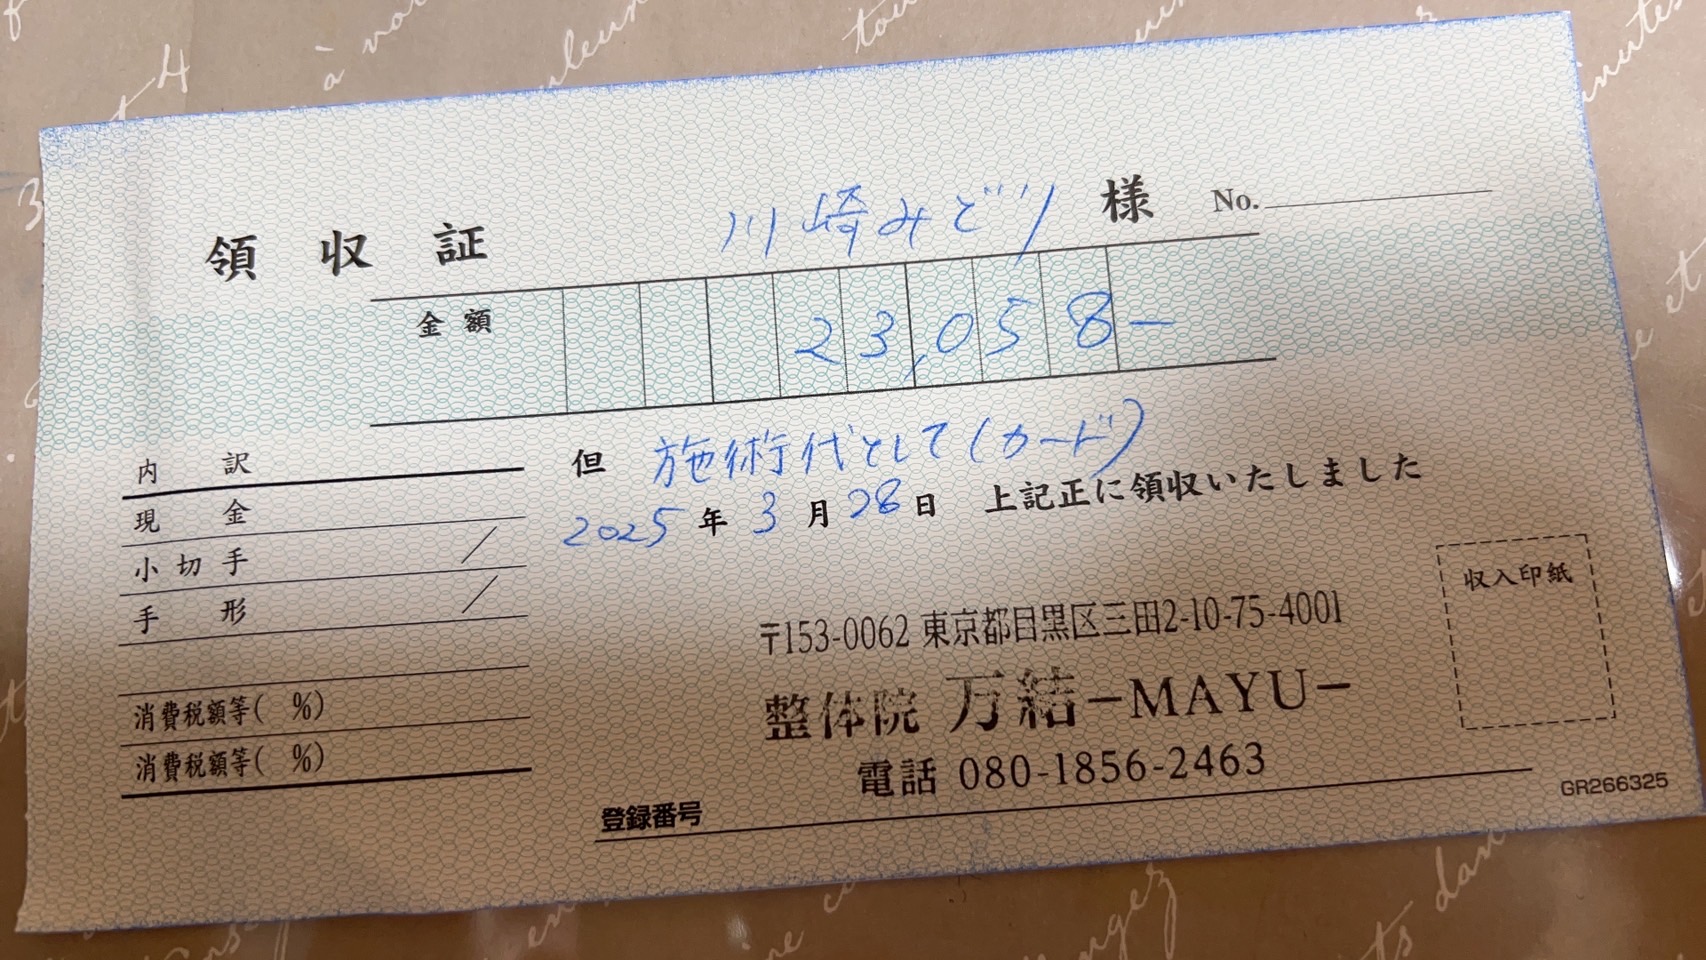 領収証 川崎みどり 様 No.
金額 23,058-
但 施術代として(カード)
2025年3月28日 上記正に領収いたしました
内訳
現金
小切手 /
手形 /
消費税額等( %)
消費税額等( %)
収入印紙
〒153-0062 東京都目黒区三田2-10-75-4001
整体院 万結-MAYU-
電話 080-1856-2463
登録番号
GR266325